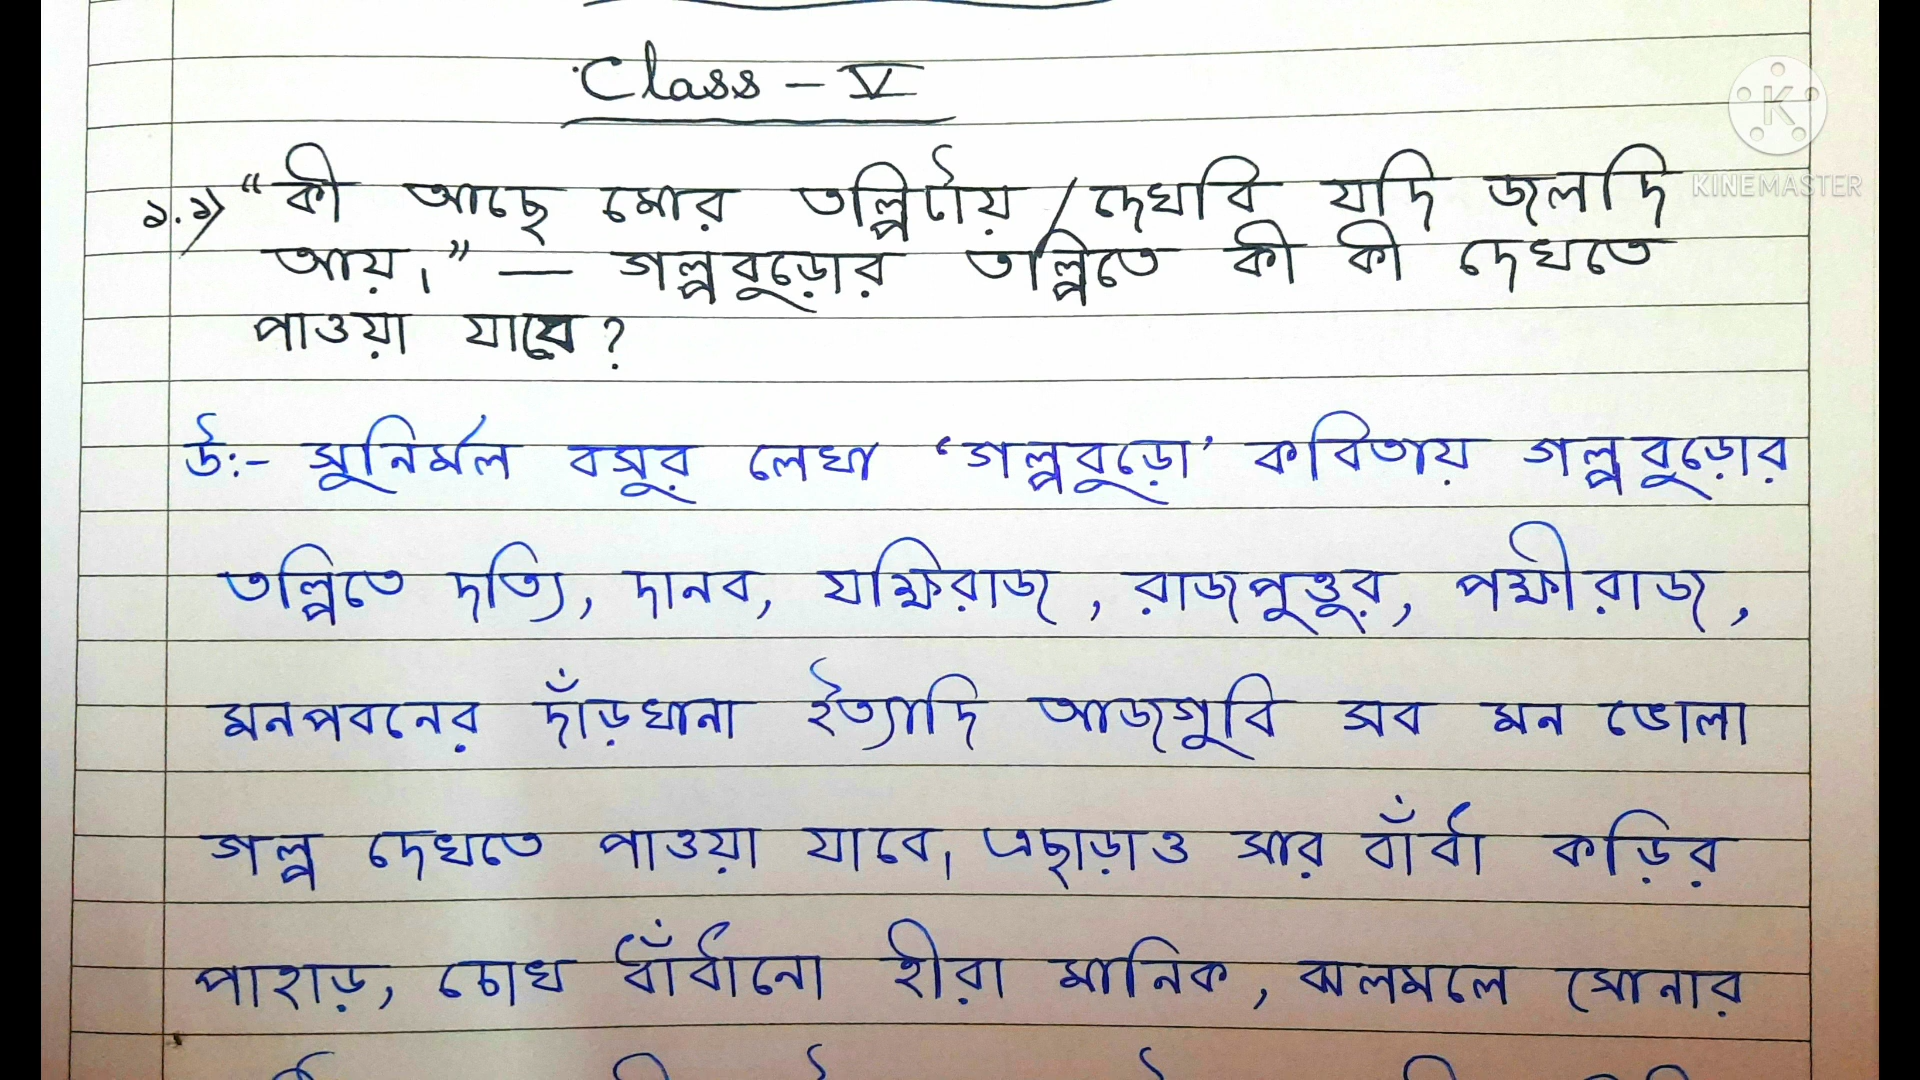 Class - V
KINEMASTER
১.১) "কী আছে মোর তল্পিটায় / দেখবি যদি জলদি
আয়।" — গল্পবুড়োর তল্পিতে কী কী দেখতে
পাওয়া যাবে?
উ:- সুনির্মল বসুর লেখা 'গল্পবুড়ো' কবিতায় গল্পবুড়োর
তল্পিতে দত্যি, দানব, যক্ষিরাজ, রাজপুত্তুর, পক্ষীরাজ,
মনপবনের দাঁড়খানা ইত্যাদি আজগুবি সব মন ভোলা
গল্প দেখতে পাওয়া যাবে। এছাড়াও সার বাঁধা কড়ির
পাহাড়, চোখ ধাঁধাঁনো হীরা মানিক, ঝলমলে সোনার